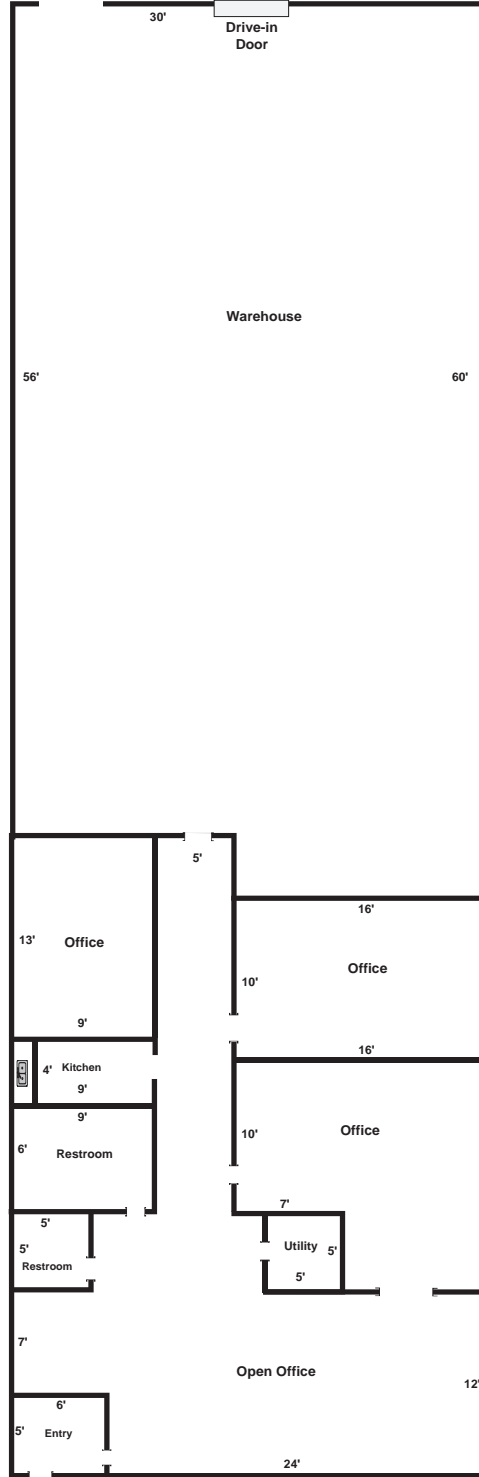 30'
Drive-in
Door
Warehouse
56'
60'
5'
16'
13'
Office
Office
10'
9'
16'
4'
Kitchen
9'
9'
10'
Office
6'
Restroom
7'
5'
5'
Utility
5'
Restroom
5'
7'
Open Office
12'
6'
5'
Entry
24'